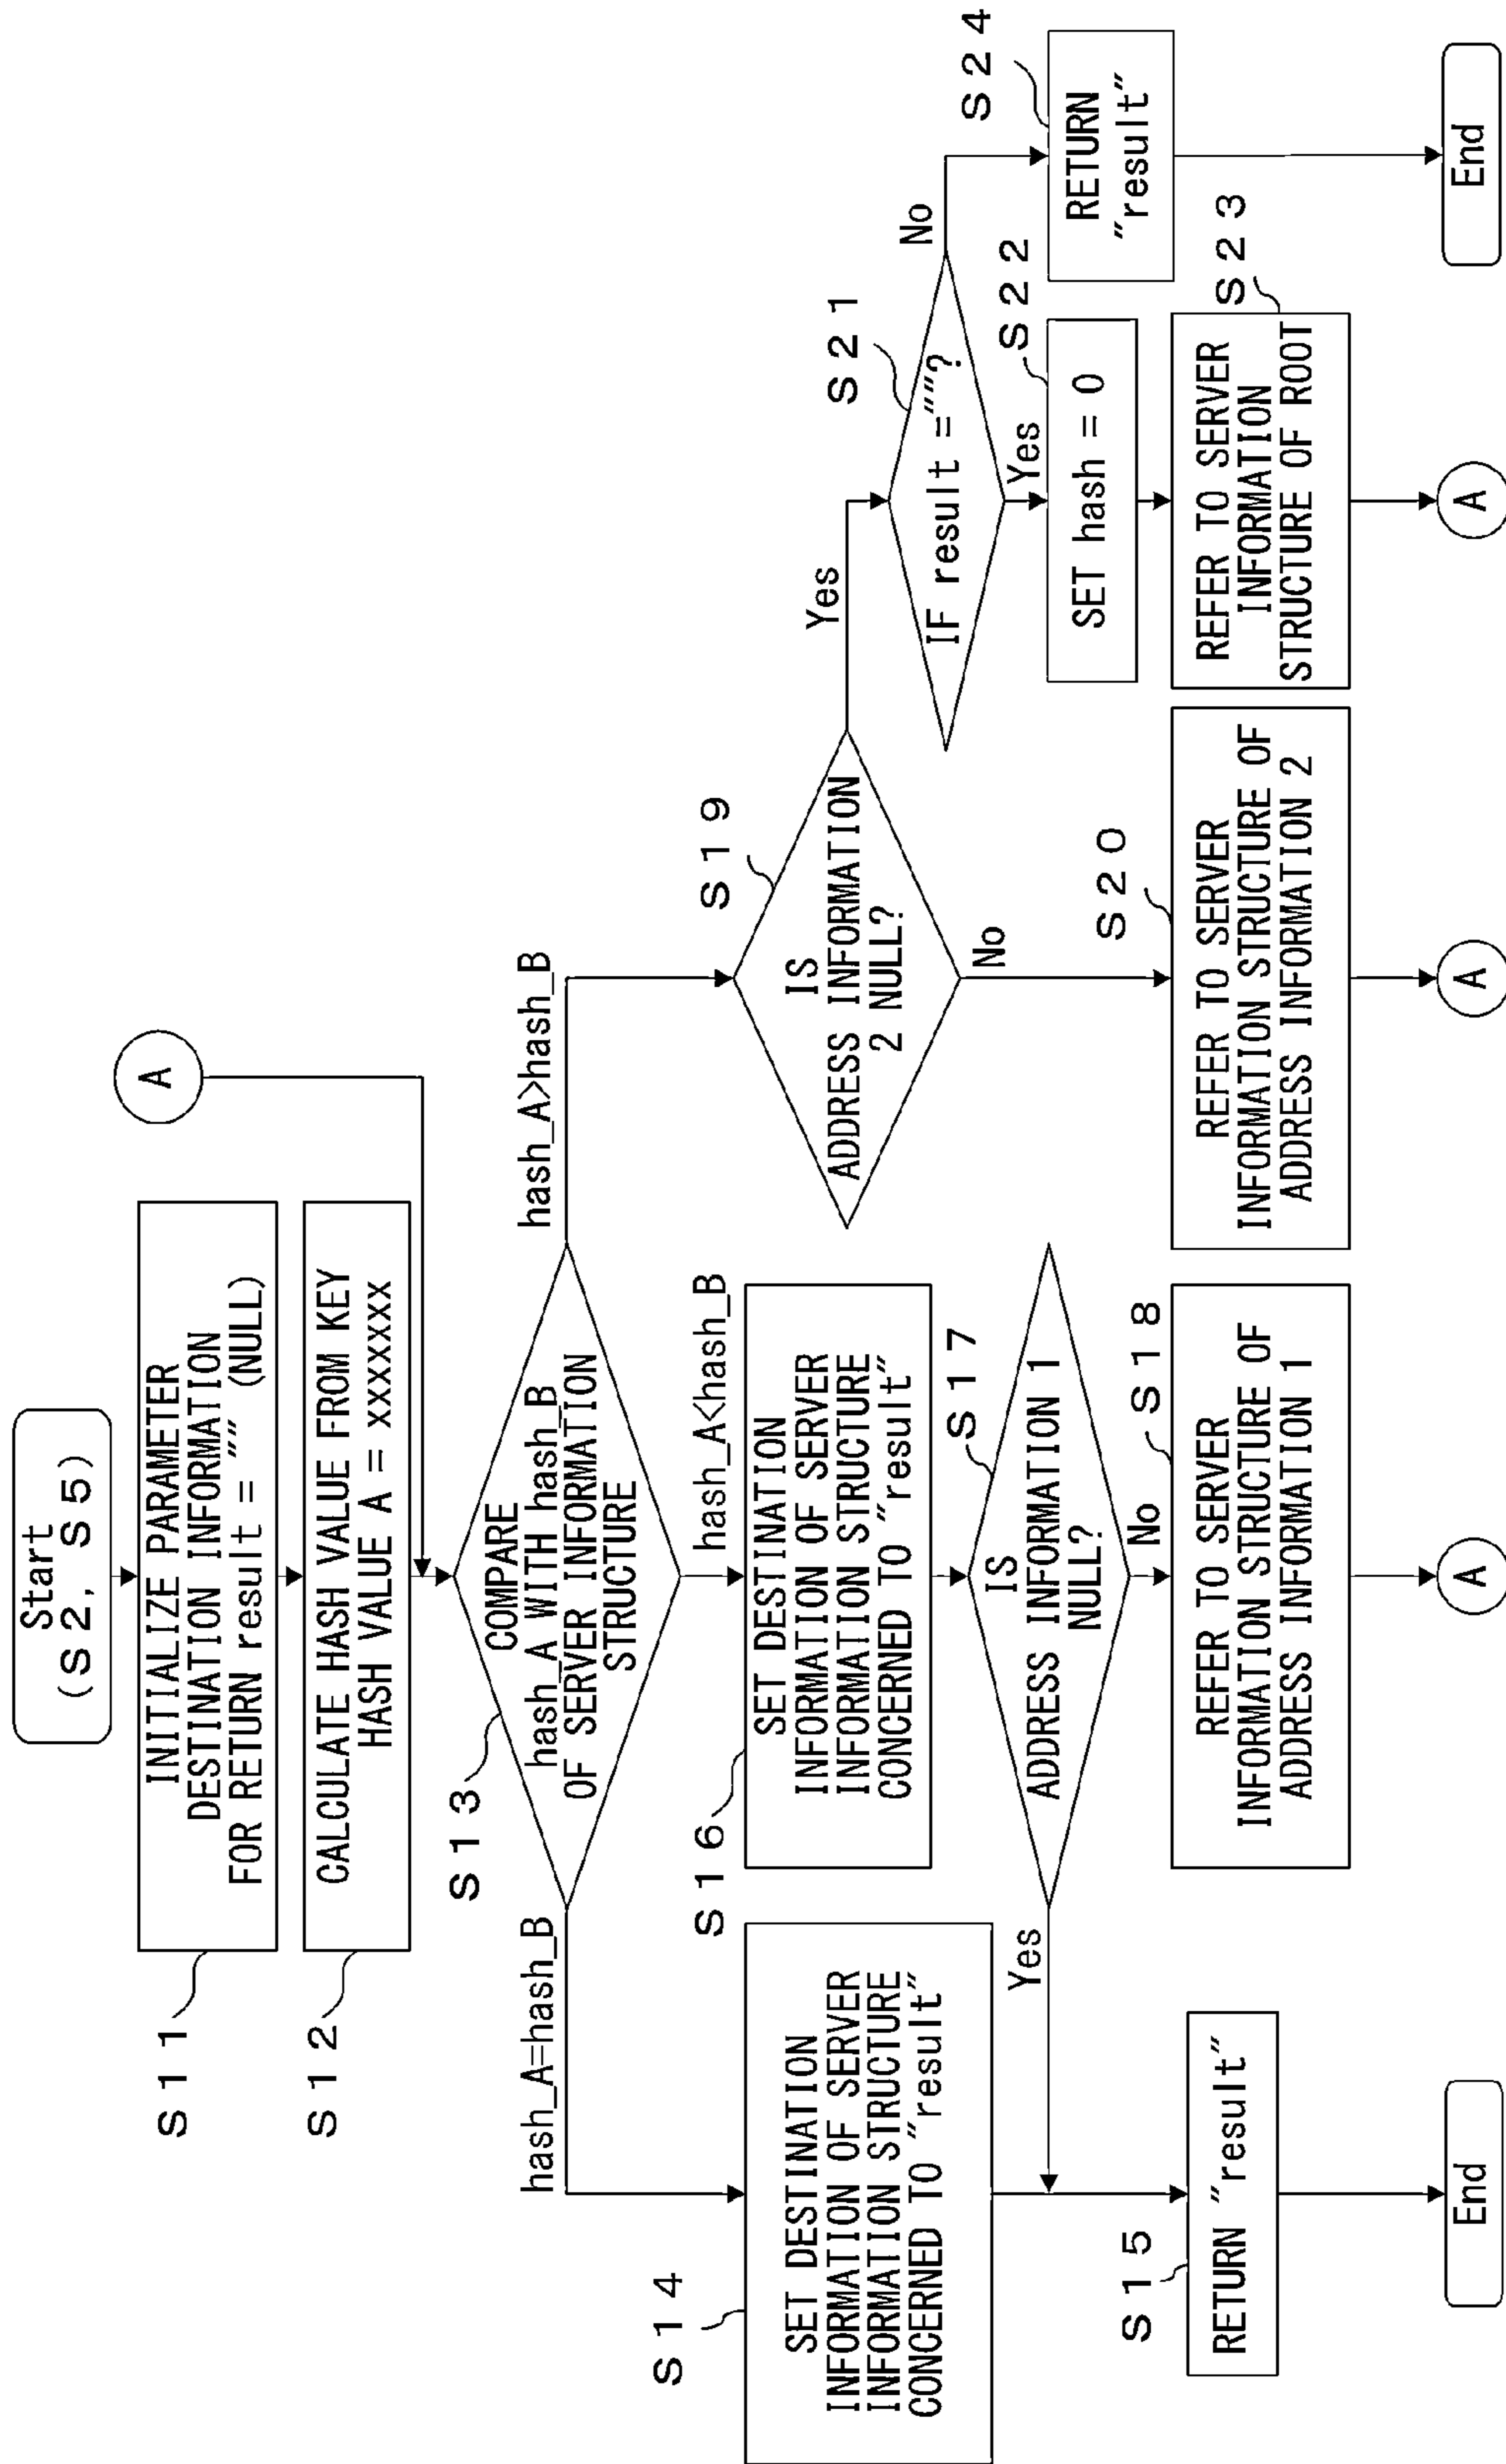 Start
(S2, S5)
S11
INITIALIZE PARAMETER
DESTINATION INFORMATION
FOR RETURN result = "" (NULL)
A
S12
CALCULATE HASH VALUE FROM KEY
HASH VALUE A = xxxxxxx
S13
COMPARE
hash_A WITH hash_B
OF SERVER INFORMATION
STRUCTURE
hash_A=hash_B
hash_A<hash_B
hash_A>hash_B
S14
SET DESTINATION
INFORMATION OF SERVER
INFORMATION STRUCTURE
CONCERNED TO "result"
S15
RETURN "result"
End
S16
SET DESTINATION
INFORMATION OF SERVER
INFORMATION STRUCTURE
CONCERNED TO "result"
S17
IS
ADDRESS INFORMATION 1
NULL?
Yes
No
S18
REFER TO SERVER
INFORMATION STRUCTURE OF
ADDRESS INFORMATION 1
A
S19
IS
ADDRESS INFORMATION
2 NULL?
Yes
No
S20
REFER TO SERVER
INFORMATION STRUCTURE OF
ADDRESS INFORMATION 2
A
S21
IF result =""?
Yes
No
S22
SET hash = 0
S23
REFER TO SERVER
INFORMATION
STRUCTURE OF ROOT
A
S24
RETURN
"result"
End